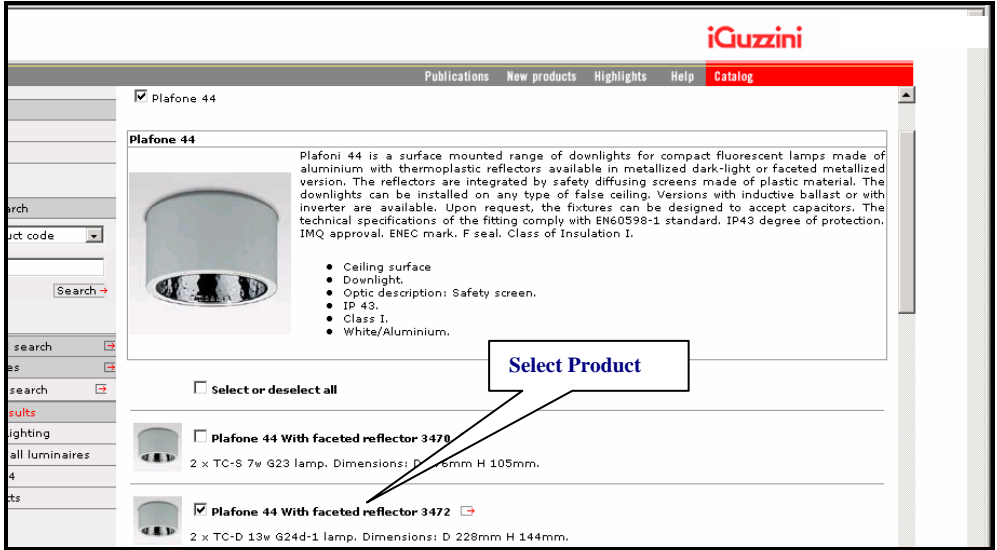 iGuzzini
Publications New products Highlights Help Catalog
Plafone 44
Plafone 44
Plafoni 44 is a surface mounted range of downlights for compact fluorescent lamps made of
aluminium with thermoplastic reflectors available in metallized dark-light or faceted metallized
version. The reflectors are integrated by safety diffusing screens made of plastic material. The
downlights can be installed on any type of false ceiling. Versions with inductive ballast or with
inverter are available. Upon request, the fixtures can be designed to accept capacitors. The
technical specifications of the fitting comply with EN60598-1 standard. IP43 degree of protection.
IMQ approval. ENEC mark. F seal. Class of Insulation I.
Ceiling surface
Downlight.
Optic description: Safety screen.
IP 43.
Class I.
White/Aluminium.
arch
uct code
Search
search
es
search
sults
ighting
all luminaires
4
cts
Select Product
Select or deselect all
Plafone 44 With faceted reflector 3470
2 x TC-S 7w G23 lamp. Dimensions: D 76mm H 105mm.
Plafone 44 With faceted reflector 3472
2 x TC-D 13w G24d-1 lamp. Dimensions: D 228mm H 144mm.